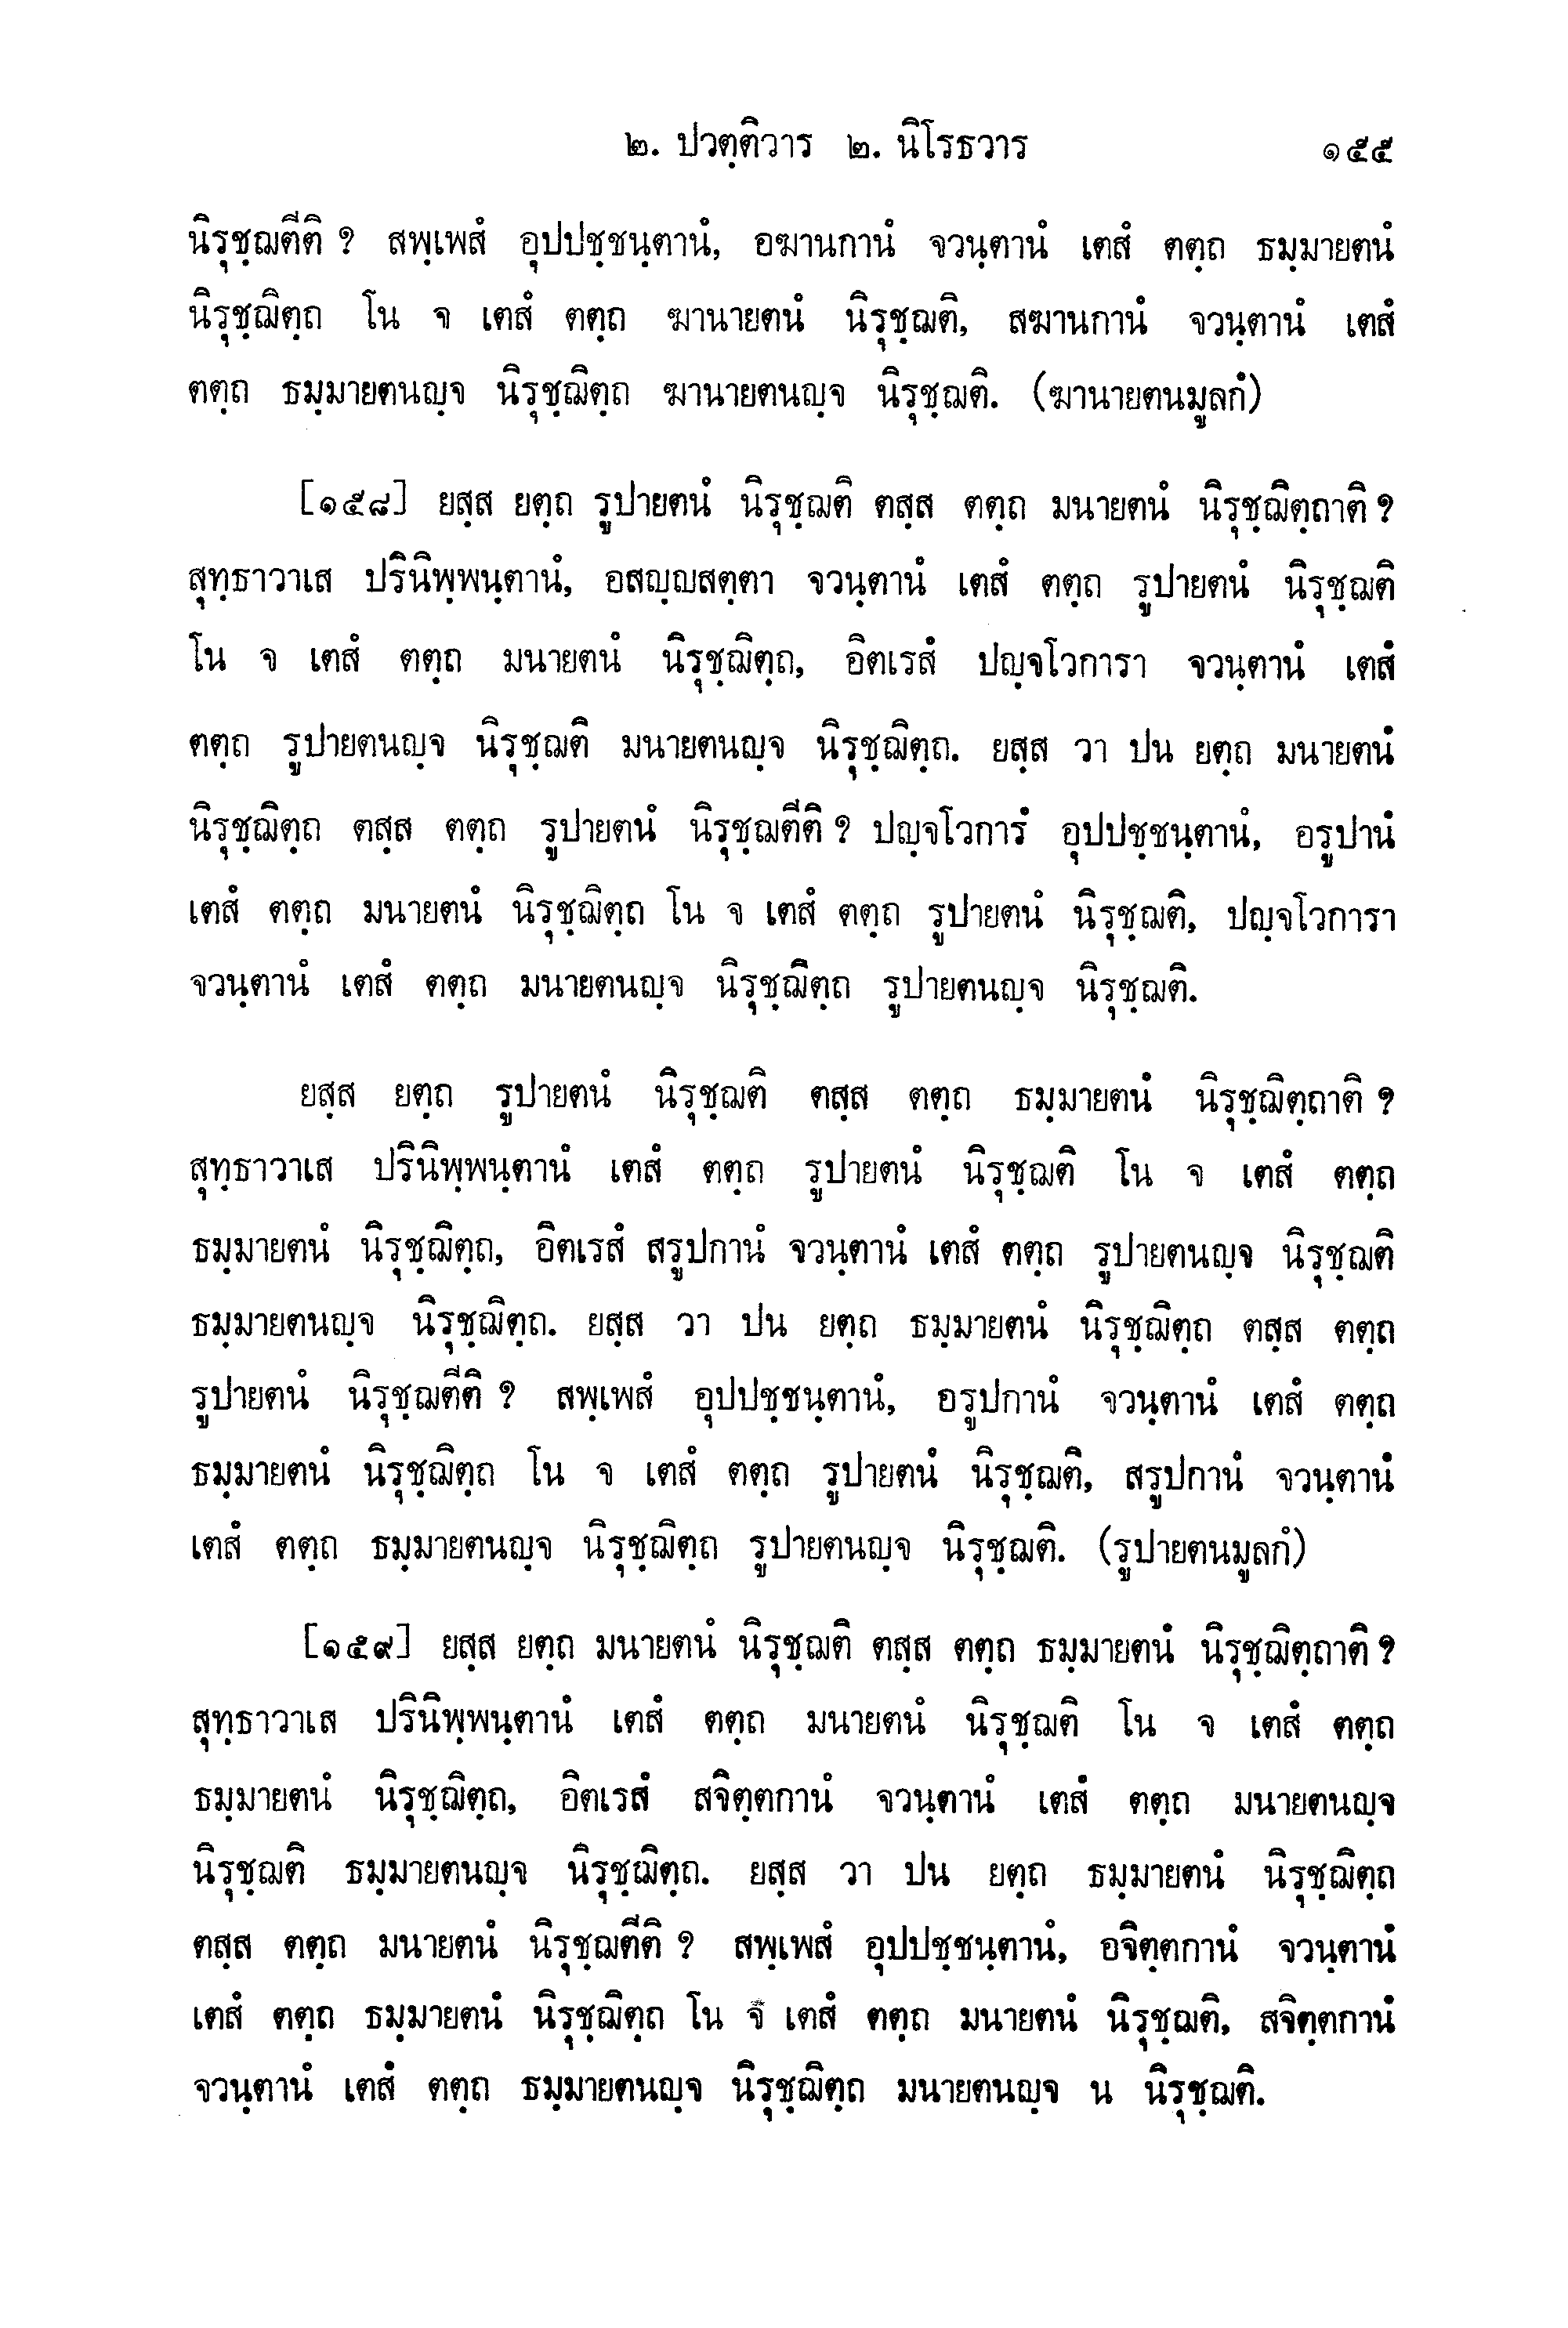 ๒. ปวตฺติวาร ๒. นิโรธวาร ๑๕๕
นิรุชฺฌตีติ ? สพฺเพสํ อุปปชฺชนฺตานํ, อฆานกานํ จวนฺตานํ เตสํ ตตฺถ ธมฺมายตนํ
นิรุชฺฌิตฺถ โน จ เตสํ ตตฺถ ฆานายตนํ นิรุชฺฌติ, สฆานกานํ จวนฺตานํ เตสํ
ตตฺถ ธมฺมายตนญฺจ นิรุชฺฌิตฺถ ฆานายตนญฺจ นิรุชฺฌติ. (ฆานายตนมูลกํ)
[๑๕๘] ยสฺส ยตฺถ รูปายตนํ นิรุชฺฌติ ตสฺส ตตฺถ มนายตนํ นิรุชฺฌิตฺถาติ ?
สุทฺธาวาเส ปรินิพฺพนฺตานํ, อสญฺญสตฺตา จวนฺตานํ เตสํ ตตฺถ รูปายตนํ นิรุชฺฌติ
โน จ เตสํ ตตฺถ มนายตนํ นิรุชฺฌิตฺถ, อิตเรสํ ปญฺจโวการา จวนฺตานํ เตสํ
ตตฺถ รูปายตนญฺจ นิรุชฺฌติ มนายตนญฺจ นิรุชฺฌิตฺถ. ยสฺส วา ปน ยตฺถ มนายตนํ
นิรุชฺฌิตฺถ ตสฺส ตตฺถ รูปายตนํ นิรุชฺฌตีติ ? ปญฺจโวการํ อุปปชฺชนฺตานํ, อรูปานํ
เตสํ ตตฺถ มนายตนํ นิรุชฺฌิตฺถ โน จ เตสํ ตตฺถ รูปายตนํ นิรุชฺฌติ, ปญฺจโวการา
จวนฺตานํ เตสํ ตตฺถ มนายตนญฺจ นิรุชฺฌิตฺถ รูปายตนญฺจ นิรุชฺฌติ.
ยสฺส ยตฺถ รูปายตนํ นิรุชฺฌติ ตสฺส ตตฺถ ธมฺมายตนํ นิรุชฺฌิตฺถาติ ?
สุทฺธาวาเส ปรินิพฺพนฺตานํ เตสํ ตตฺถ รูปายตนํ นิรุชฺฌติ โน จ เตสํ ตตฺถ
ธมฺมายตนํ นิรุชฺฌิตฺถ, อิตเรสํ สรูปกานํ จวนฺตานํ เตสํ ตตฺถ รูปายตนญฺจ นิรุชฺฌติ
ธมฺมายตนญฺจ นิรุชฺฌิตฺถ. ยสฺส วา ปน ยตฺถ ธมฺมายตนํ นิรุชฺฌิตฺถ ตสฺส ตตฺถ
รูปายตนํ นิรุชฺฌตีติ ? สพฺเพสํ อุปปชฺชนฺตานํ, อรูปกานํ จวนฺตานํ เตสํ ตตฺถ
ธมฺมายตนํ นิรุชฺฌิตฺถ โน จ เตสํ ตตฺถ รูปายตนํ นิรุชฺฌติ, สรูปกานํ จวนฺตานํ
เตสํ ตตฺถ ธมฺมายตนญฺจ นิรุชฺฌิตฺถ รูปายตนญฺจ นิรุชฺฌติ. (รูปายตนมูลกํ)
[๑๕๙] ยสฺส ยตฺถ มนายตนํ นิรุชฺฌติ ตสฺส ตตฺถ ธมฺมายตนํ นิรุชฺฌิตฺถาติ ?
สุทฺธาวาเส ปรินิพฺพนฺตานํ เตสํ ตตฺถ มนายตนํ นิรุชฺฌติ โน จ เตสํ ตตฺถ
ธมฺมายตนํ นิรุชฺฌิตฺถ, อิตเรสํ สจิตฺตกานํ จวนฺตานํ เตสํ ตตฺถ มนายตนญฺจ
นิรุชฺฌติ ธมฺมายตนญฺจ นิรุชฺฌิตฺถ. ยสฺส วา ปน ยตฺถ ธมฺมายตนํ นิรุชฺฌิตฺถ
ตสฺส ตตฺถ มนายตนํ นิรุชฺฌตีติ ? สพฺเพสํ อุปปชฺชนฺตานํ, อจิตฺตกานํ จวนฺตานํ
เตสํ ตตฺถ ธมฺมายตนํ นิรุชฺฌิตฺถ โน จ เตสํ ตตฺถ มนายตนํ นิรุชฺฌติ, สจิตฺตกานํ
จวนฺตานํ เตสํ ตตฺถ ธมฺมายตนญฺจ นิรุชฺฌิตฺถ มนายตนญฺจ น นิรุชฺฌติ.